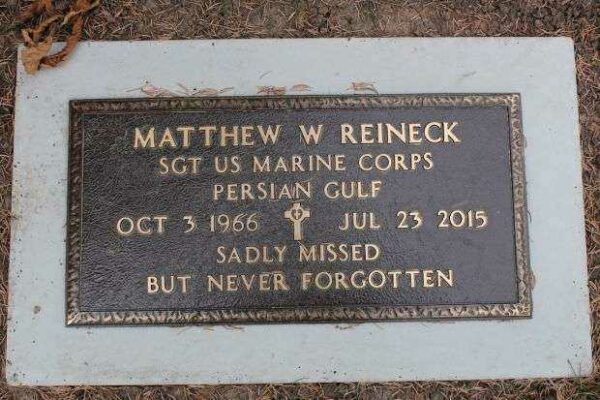 MATTHEW W REINECK
SGT US MARINE CORPS
PERSIAN GULF
OCT 3 1966 JUL 23 2015
SADLY MISSED
BUT NEVER FORGOTTEN